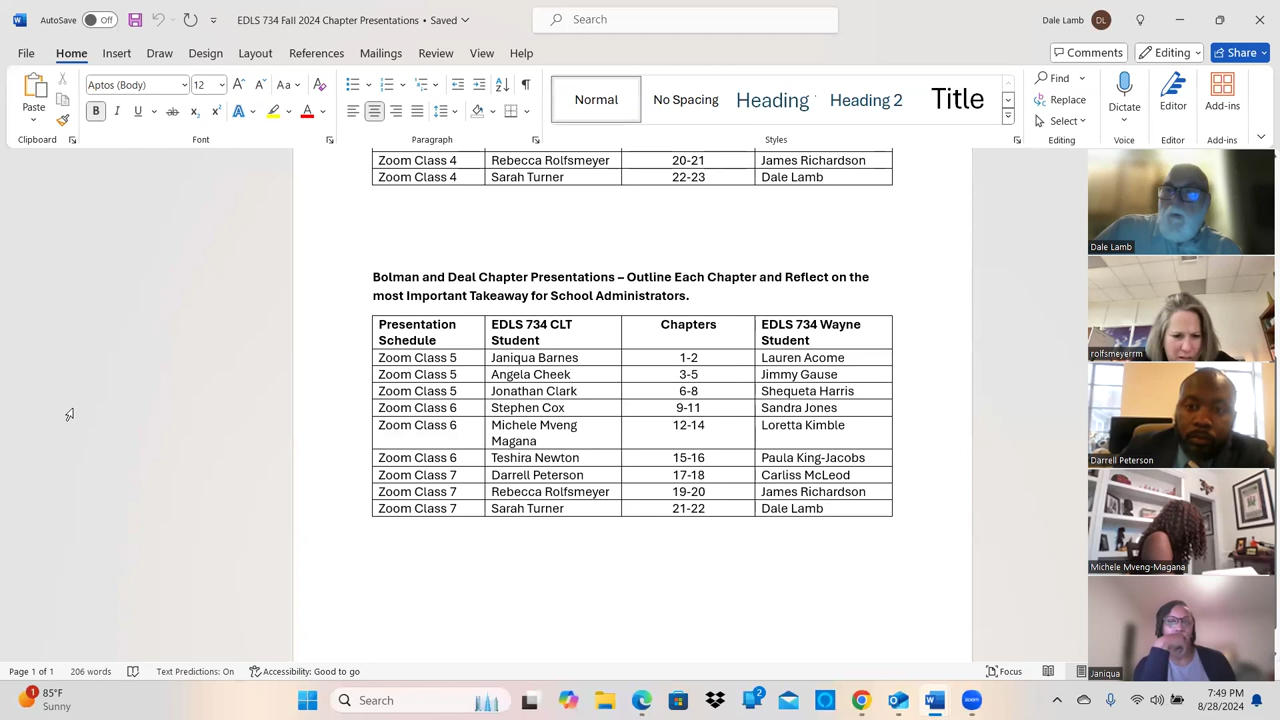 AutoSave Off EDLS 734 Fall 2024 Chapter Presentations • Saved Search Dale Lamb DL
File Home Insert Draw Design Layout References Mailings Review View Help Comments Editing Share
Aptos (Body) 12 Aa Normal No Spacing Heading Heading 2 Title Find Replace Select
B I U ab x₂ x² A A
Paste Dictate Editor Add-ins
Clipboard Font Paragraph Styles Editing Voice Editor Add-ins
Zoom Class 4 Rebecca Rolfsmeyer 20-21 James Richardson
Zoom Class 4 Sarah Turner 22-23 Dale Lamb
Bolman and Deal Chapter Presentations – Outline Each Chapter and Reflect on the
most Important Takeaway for School Administrators.
Presentation EDLS 734 CLT Chapters EDLS 734 Wayne
Schedule Student Student
Zoom Class 5 Janiqua Barnes 1-2 Lauren Acome
Zoom Class 5 Angela Cheek 3-5 Jimmy Gause
Zoom Class 5 Jonathan Clark 6-8 Shequeta Harris
Zoom Class 6 Stephen Cox 9-11 Sandra Jones
Zoom Class 6 Michele Mveng 12-14 Loretta Kimble
Magana
Zoom Class 6 Teshira Newton 15-16 Paula King-Jacobs
Zoom Class 7 Darrell Peterson 17-18 Carliss McLeod
Zoom Class 7 Rebecca Rolfsmeyer 19-20 James Richardson
Zoom Class 7 Sarah Turner 21-22 Dale Lamb
Dale Lamb
rolfsmeyerrm
Darrell Peterson
Michele Mveng-Magana
Janiqua
Page 1 of 1 206 words Text Predictions: On Accessibility: Good to go Focus
1 85°F
Sunny
Search 2 zoom
7:49 PM
8/28/2024